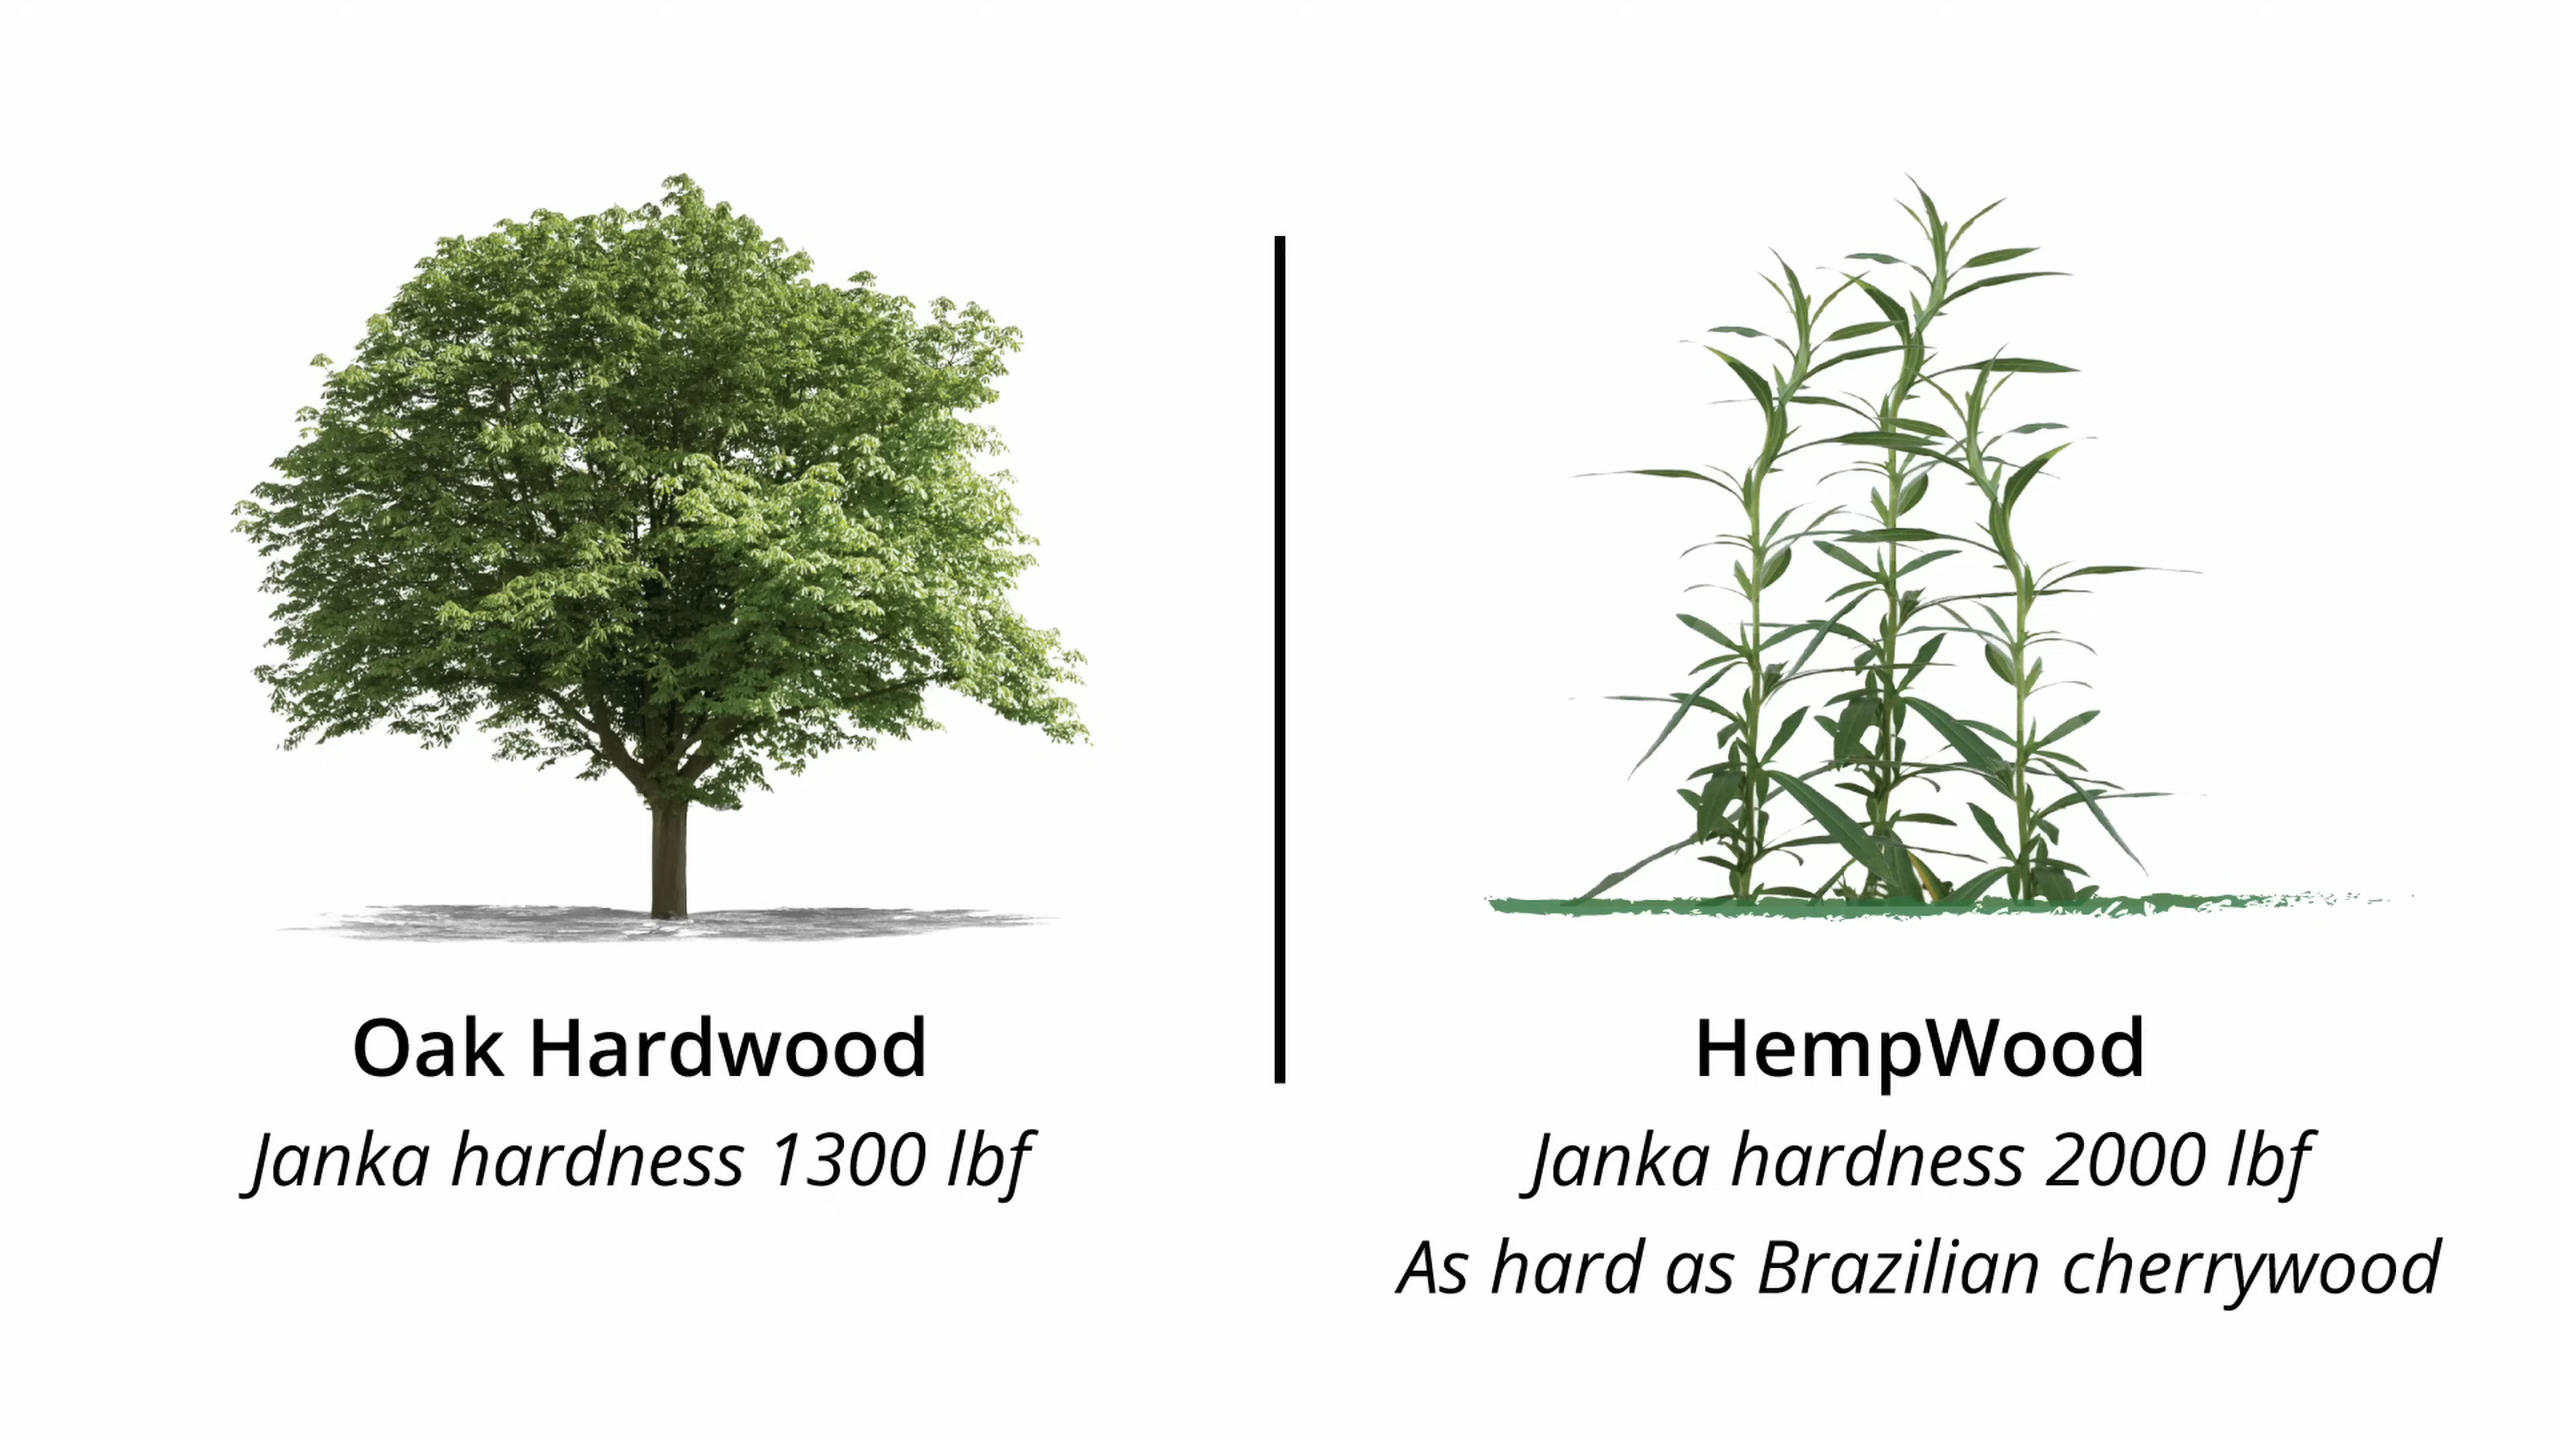 Oak Hardwood
Janka hardness 1300 lbf
HempWood
Janka hardness 2000 lbf
As hard as Brazilian cherrywood